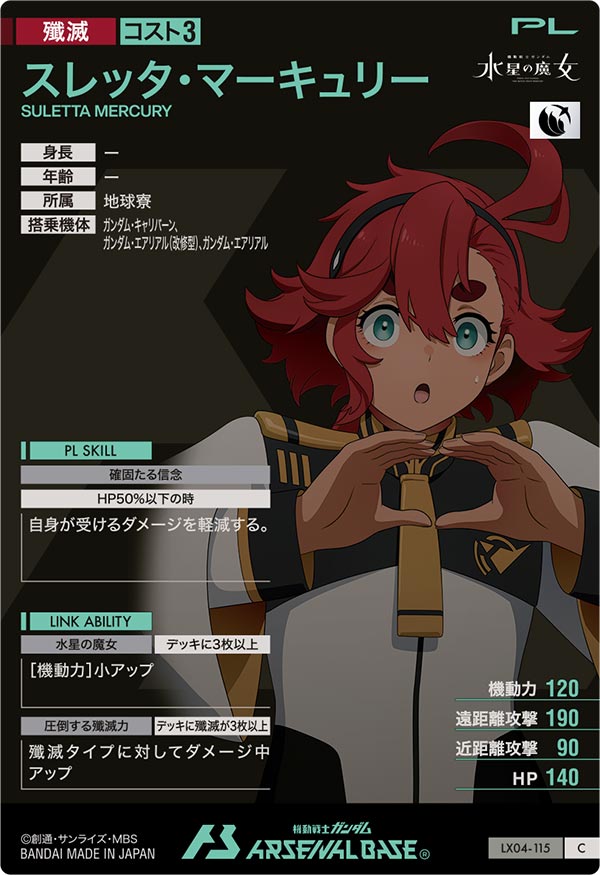 殲滅 コスト3
PL
スレッタ・マーキュリー
SULETTA MERCURY
機動戦士ガンダム
水星の魔女
身長 ー
年齢 ー
所属 地球寮
搭乗機体 ガンダム・キャリバーン、
ガンダム・エアリアル(改修型)、ガンダム・エアリアル
PL SKILL
確固たる信念
HP50%以下の時
自身が受けるダメージを軽減する。
LINK ABILITY
水星の魔女 デッキに3枚以上
[機動力]小アップ
圧倒する殲滅力 デッキに殲滅が3枚以上
殲滅タイプに対してダメージ中
アップ
機動力 120
遠距離攻撃 190
近距離攻撃 90
HP 140
©創通・サンライズ・MBS
BANDAI MADE IN JAPAN
機動戦士ガンダム
ARSENAL BASE®
LX04-115 C